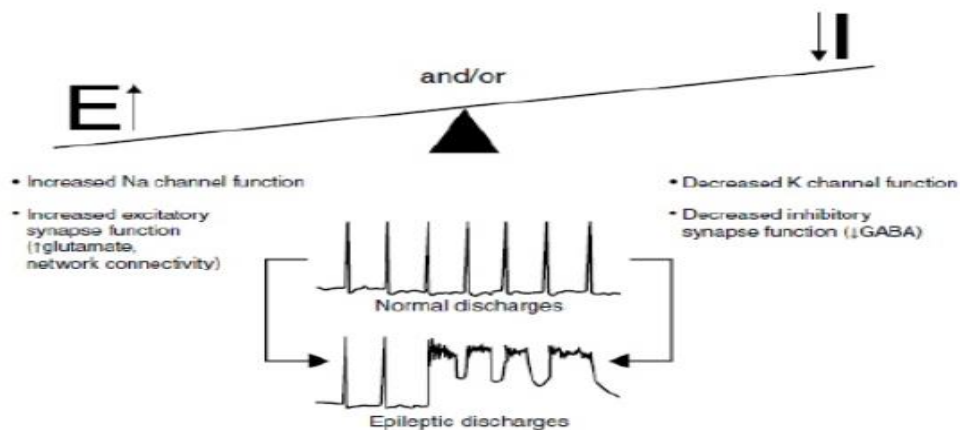 ↓I
and/or
E↑
• Increased Na channel function
• Increased excitatory
synapse function
(↑glutamate,
network connectivity)
• Decreased K channel function
• Decreased inhibitory
synapse function (↓GABA)
Normal discharges
Epileptic discharges